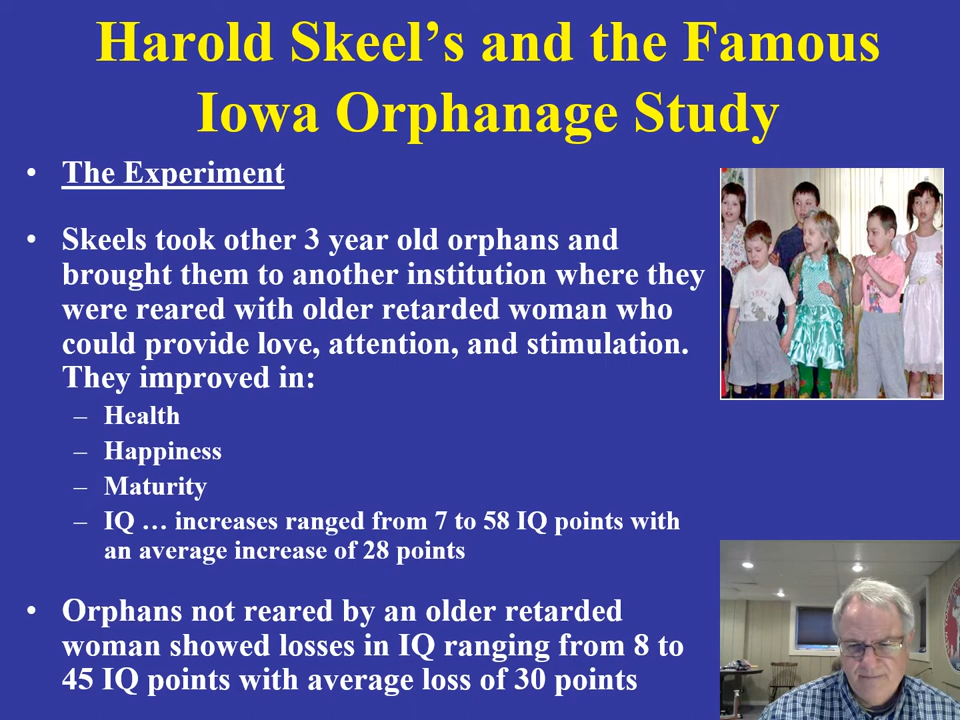 Harold Skeel’s and the Famous
Iowa Orphanage Study
• The Experiment
• Skeels took other 3 year old orphans and
brought them to another institution where they
were reared with older retarded woman who
could provide love, attention, and stimulation.
They improved in:
– Health
– Happiness
– Maturity
– IQ … increases ranged from 7 to 58 IQ points with
an average increase of 28 points
• Orphans not reared by an older retarded
woman showed losses in IQ ranging from 8 to
45 IQ points with average loss of 30 points